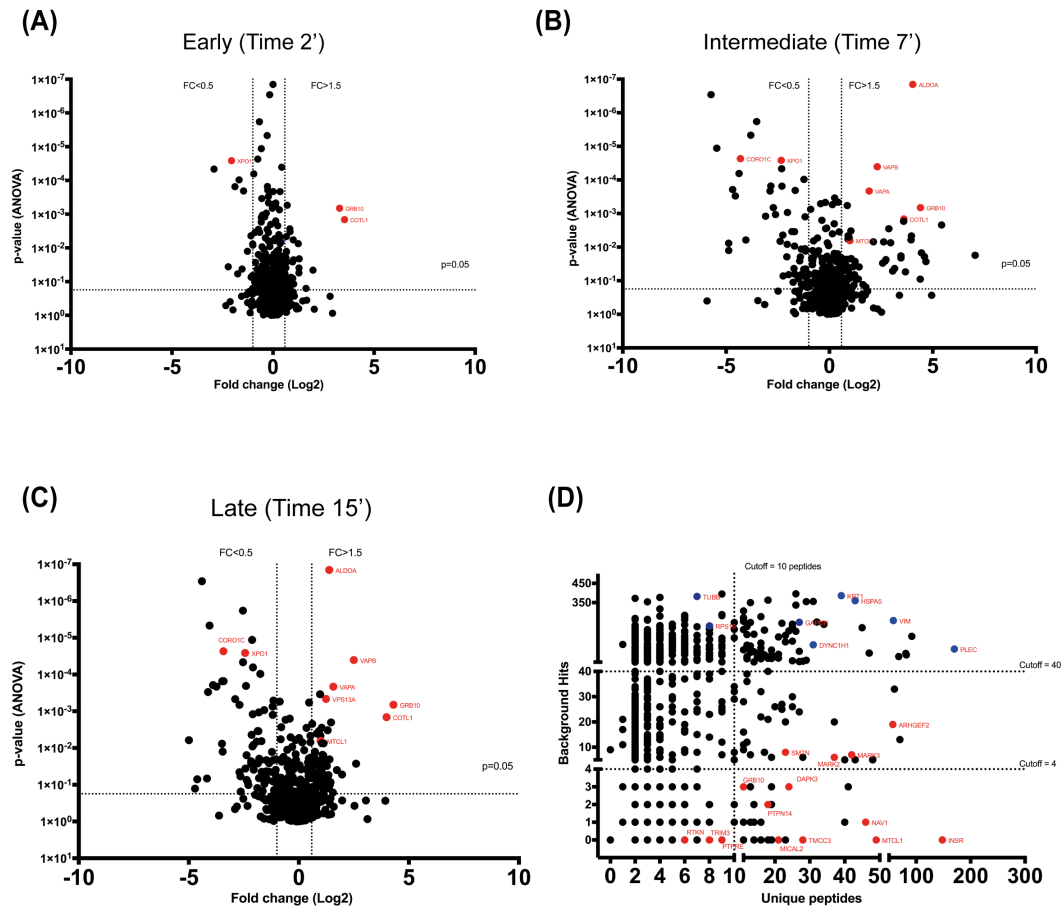 (A)
Early (Time 2’)
FC<0.5
FC>1.5
1×10-7
1×10-6
1×10-5
1×10-4
1×10-3
1×10-2
1×10-1
1×100
1×101
p-value (ANOVA)
XPO1
GRB10
COTL1
p=0.05
-10
-5
0
5
10
Fold change (Log2)
(B)
Intermediate (Time 7’)
FC<0.5
FC>1.5
1×10-7
1×10-6
1×10-5
1×10-4
1×10-3
1×10-2
1×10-1
1×100
1×101
p-value (ANOVA)
ALDOA
CORO1C
XPO1
VAPB
VAPA
GRB10
COTL1
p=0.05
-10
-5
0
5
10
Fold change (Log2)
(C)
Late (Time 15’)
FC<0.5
FC>1.5
1×10-7
1×10-6
1×10-5
1×10-4
1×10-3
1×10-2
1×10-1
1×100
1×101
p-value (ANOVA)
ALDOA
CORO1C
XPO1
VAPB
VAPA
VPS13A
GRB10
COTL1
MTCL1
p=0.05
-10
-5
0
5
10
Fold change (Log2)
(D)
Cutoff = 10 peptides
450
350
40
30
20
10
4
3
2
1
0
Background Hits
TUBB
KRT1
HSPA5
VIM
DYNC1H1
PLEC
Cutoff = 40
ARHGEF2
SMTN
MARK3
MARK2
Cutoff = 4
GRB10
DAPK3
PTPN14
NAV1
RTKN
TRIM3
PTPRE
MICAL2
TMCC3
MTCL1
INSR
0
2
4
6
8
10
20
30
40
50
100
200
300
Unique peptides